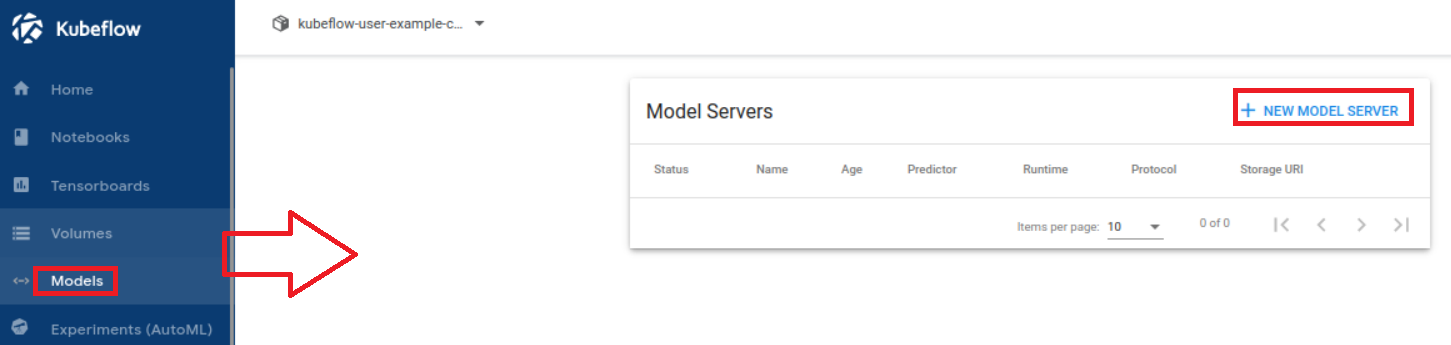 Kubeflow
kubeflow-user-example-c...
Home
Notebooks
Tensorboards
Volumes
Models
Experiments (AutoML)
Model Servers
NEW MODEL SERVER
Status Name Age Predictor Runtime Protocol Storage URI
Items per page: 10 0 of 0